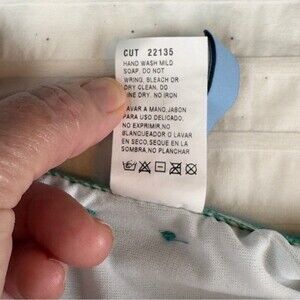 CUT 22135
HAND WASH MILD
SOAP. DO NOT
WRING, BLEACH OR
DRY CLEAN. DO
LINE DRY. NO IRON
LAVAR A MANO, JABON
PARA USO DELICADO,
NO EXPRIMIR, NO
BLANQUEADOR O LAVAR
EN SECO, SEQUE EN LA
SOMBRA, NO PLANCHAR